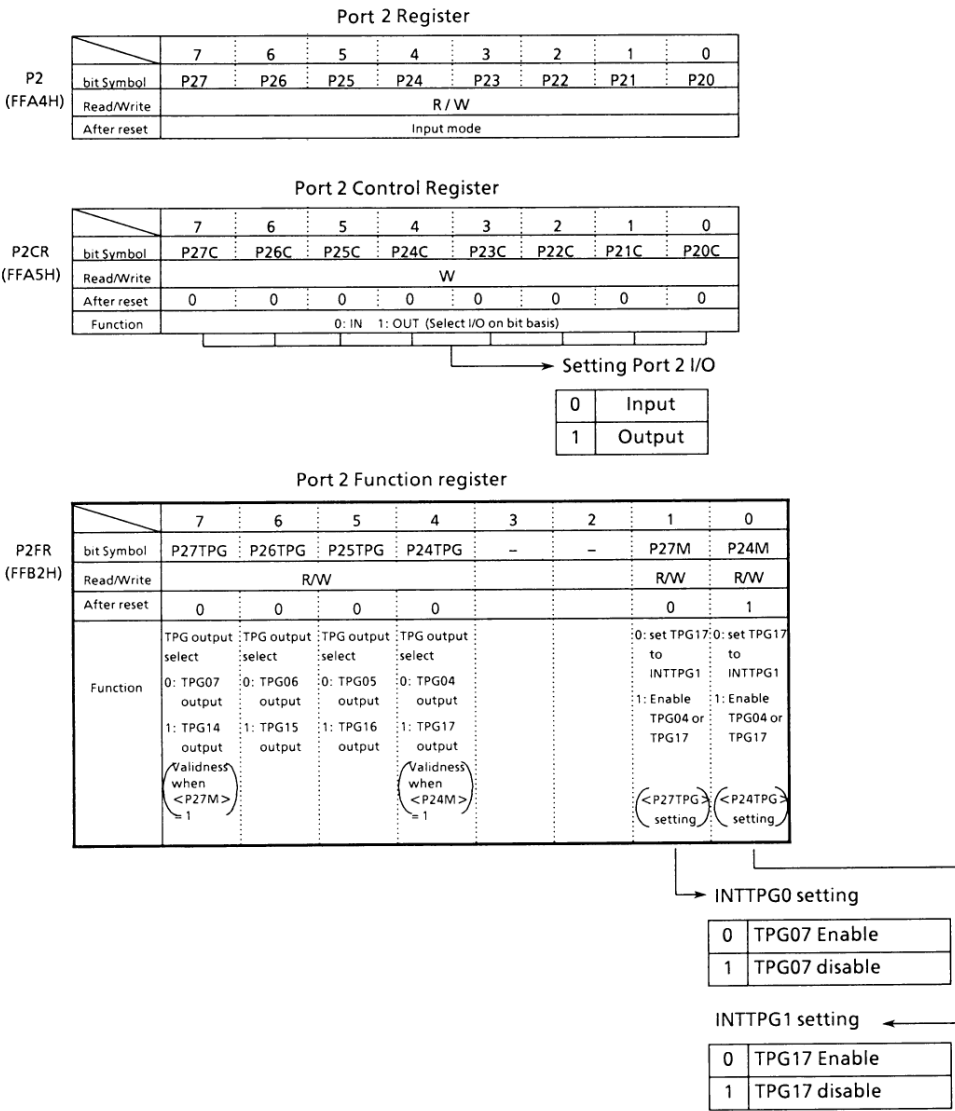 Port 2 Register
7 6 5 4 3 2 1 0
P2 (FFA4H)
bit Symbol P27 P26 P25 P24 P23 P22 P21 P20
Read/Write R / W
After reset Input mode
Port 2 Control Register
7 6 5 4 3 2 1 0
P2CR (FFA5H)
bit Symbol P27C P26C P25C P24C P23C P22C P21C P20C
Read/Write W
After reset 0 0 0 0 0 0 0 0
Function 0: IN 1: OUT (Select I/O on bit basis)
Setting Port 2 I/O
0 Input
1 Output
Port 2 Function register
7 6 5 4 3 2 1 0
P2FR (FFB2H)
bit Symbol P27TPG P26TPG P25TPG P24TPG – – P27M P24M
Read/Write R/W R/W R/W
After reset 0 0 0 0 0 1
Function
TPG output select 0: TPG07 output 1: TPG14 output (Validness when <P27M> = 1)
TPG output select 0: TPG06 output 1: TPG15 output
TPG output select 0: TPG05 output 1: TPG16 output
TPG output select 0: TPG04 output 1: TPG17 output (Validness when <P24M> = 1)
0: set TPG17 to INTTPG1 1: Enable TPG04 or TPG17 (<P27TPG> setting)
0: set TPG17 to INTTPG1 1: Enable TPG04 or TPG17 (<P24TPG> setting)
INTTPG0 setting
0 TPG07 Enable
1 TPG07 disable
INTTPG1 setting
0 TPG17 Enable
1 TPG17 disable